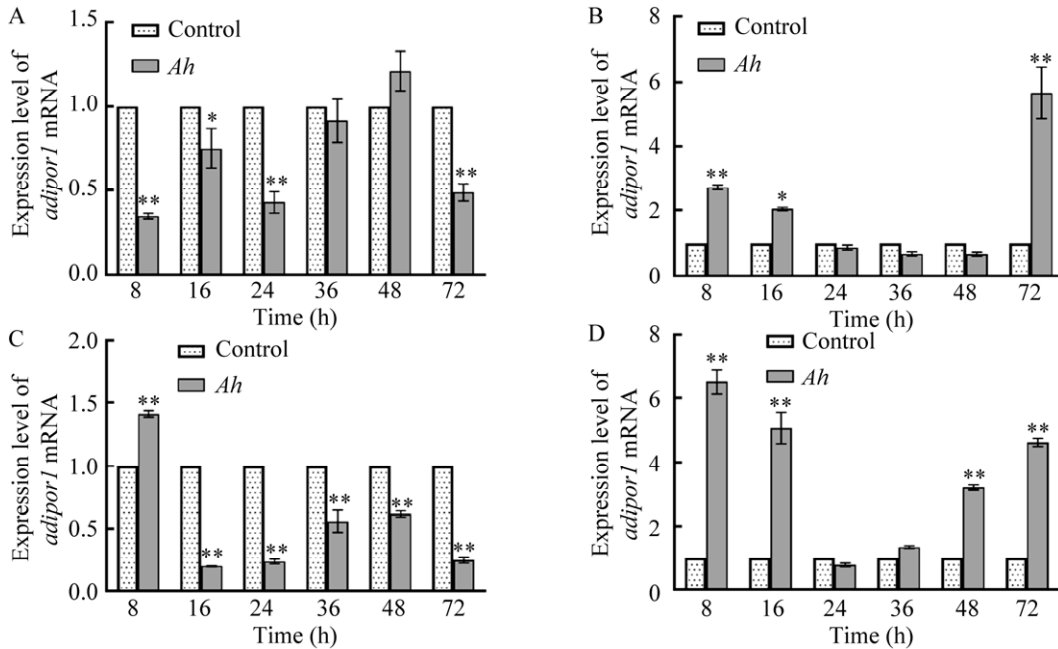 A
Expression level of
adipor1 mRNA
1.5
1.0
0.5
0.0
Control
Ah
**
*
**
**
8 16 24 36 48 72
Time (h)
B
Expression level of
adipor1 mRNA
8
6
4
2
0
Control
Ah
**
*
**
8 16 24 36 48 72
Time (h)
C
Expression level of
adipor1 mRNA
2.0
1.5
1.0
0.5
0.0
Control
Ah
**
**
**
**
**
**
8 16 24 36 48 72
Time (h)
D
Expression level of
adipor1 mRNA
8
6
4
2
0
Control
Ah
**
**
**
**
8 16 24 36 48 72
Time (h)